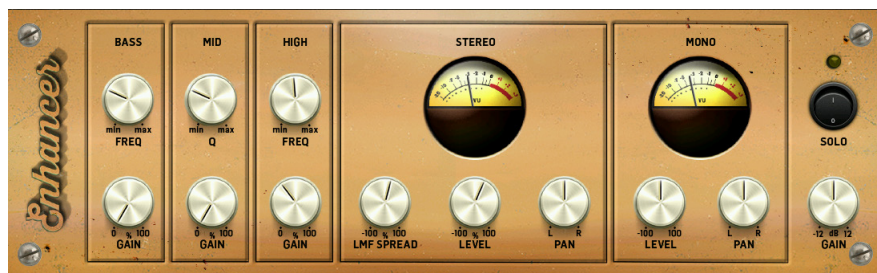 Enhancer
BASS
min max
FREQ
0 % 100
GAIN
MID
min max
Q
0 % 100
GAIN
HIGH
min max
FREQ
0 % 100
GAIN
STEREO
VU
-100 % 100
LMF SPREAD
-100 % 100
LEVEL
L R
PAN
MONO
VU
-100 100
LEVEL
L R
PAN
I
O
SOLO
-12 dB 12
GAIN